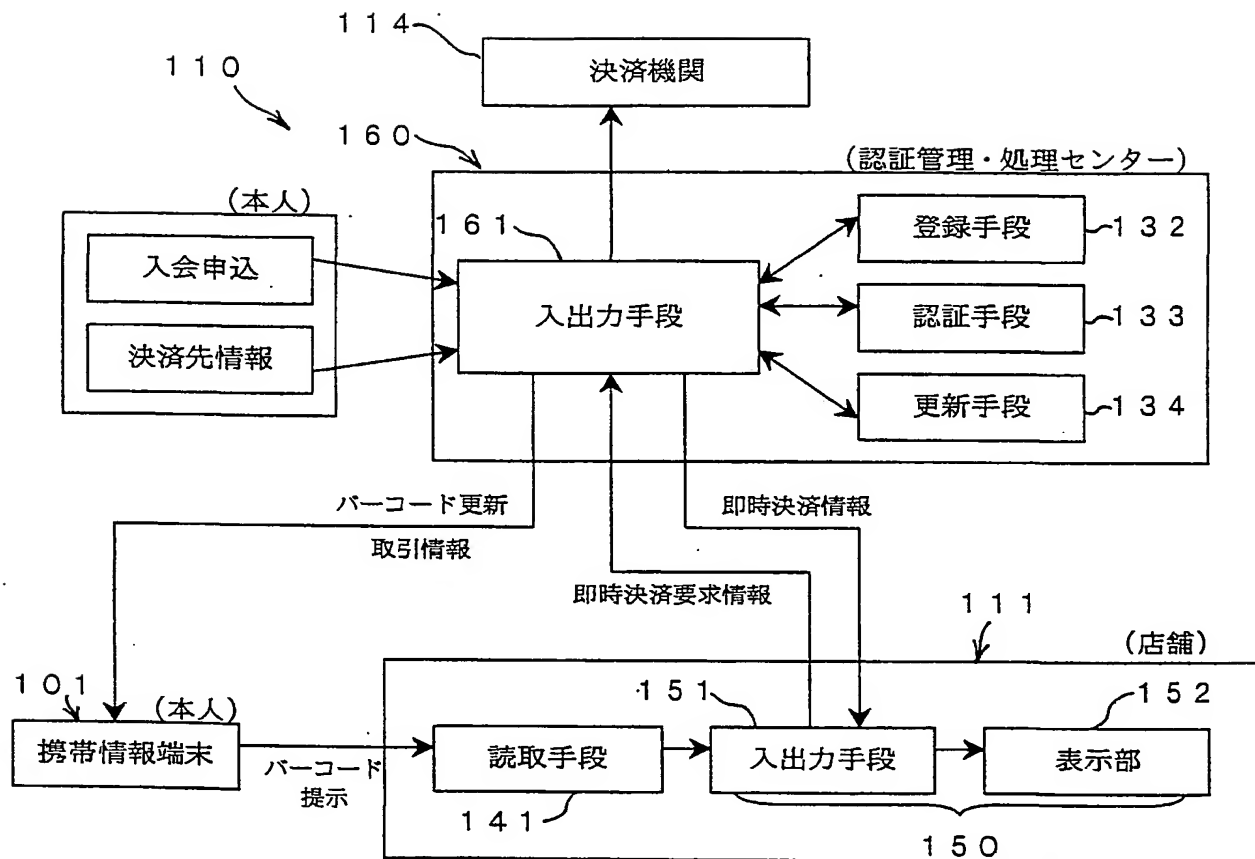 １１４
決済機関
１１０
１６０
（認証管理・処理センター）
（本人）
１６１
登録手段
１３２
入会申込
入出力手段
認証手段
１３３
決済先情報
更新手段
１３４
バーコード更新
即時決済情報
取引情報
即時決済要求情報
１１１
（店舗）
１０１
（本人）
１５１
１５２
携帯情報端末
読取手段
入出力手段
表示部
バーコード
提示
１４１
１５０